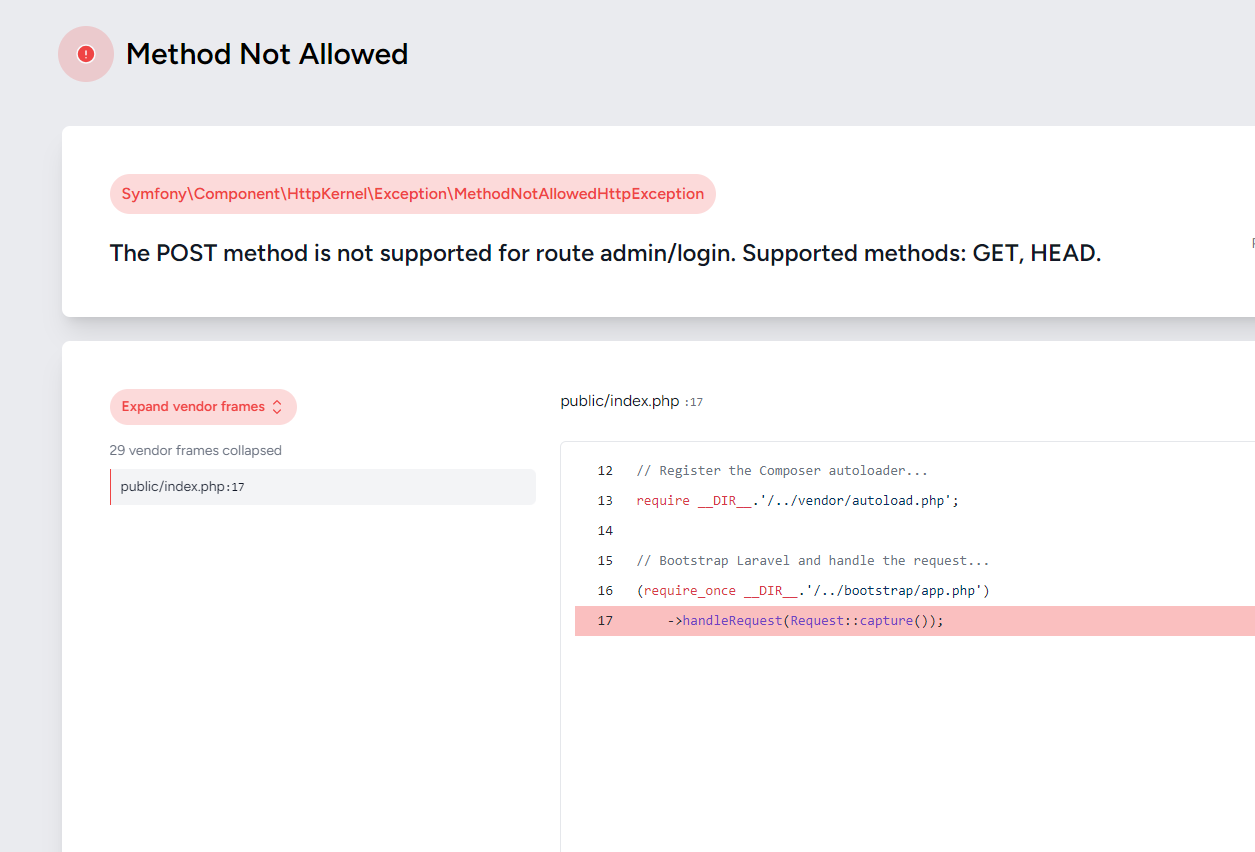 Method Not Allowed
Symfony\Component\HttpKernel\Exception\MethodNotAllowedHttpException
The POST method is not supported for route admin/login. Supported methods: GET, HEAD.
Expand vendor frames
29 vendor frames collapsed
public/index.php:17
public/index.php :17
12 // Register the Composer autoloader...
13 require __DIR__.'/../vendor/autoload.php';
14
15 // Bootstrap Laravel and handle the request...
16 (require_once __DIR__.'/../bootstrap/app.php')
17 ->handleRequest(Request::capture());